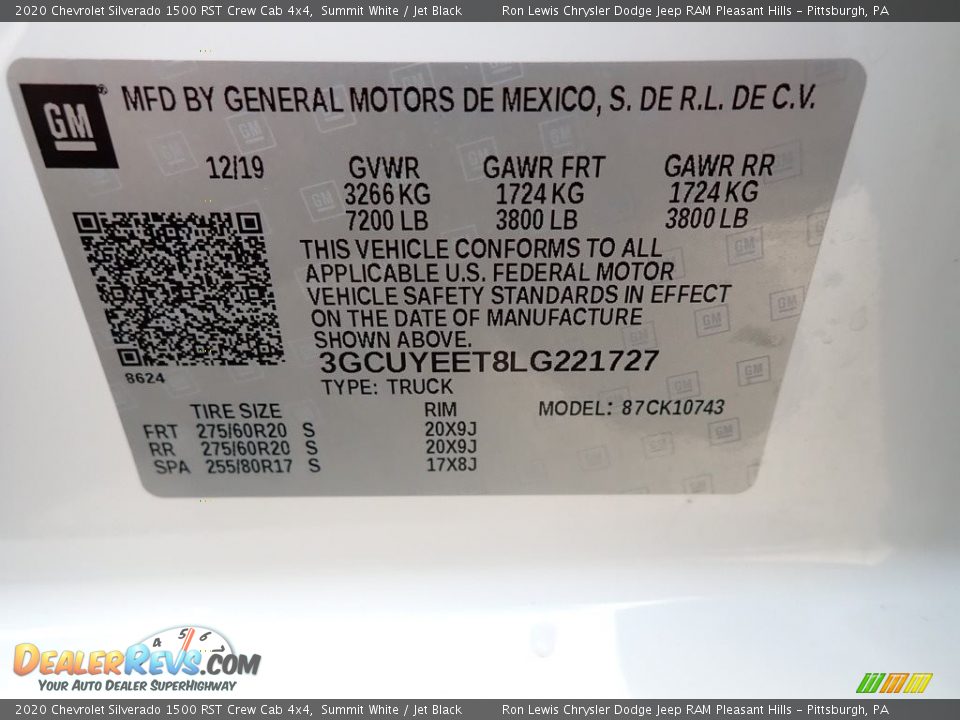 2020 Chevrolet Silverado 1500 RST Crew Cab 4x4, Summit White / Jet Black Ron Lewis Chrysler Dodge Jeep RAM Pleasant Hills – Pittsburgh, PA
GM® MFD BY GENERAL MOTORS DE MEXICO, S. DE R.L. DE C.V.
12/19 GVWR GAWR FRT GAWR RR
3266 KG 1724 KG 1724 KG
7200 LB 3800 LB 3800 LB
THIS VEHICLE CONFORMS TO ALL
APPLICABLE U.S. FEDERAL MOTOR
VEHICLE SAFETY STANDARDS IN EFFECT
ON THE DATE OF MANUFACTURE
SHOWN ABOVE.
3GCUYEET8LG221727
8624 TYPE: TRUCK
TIRE SIZE RIM MODEL: 87CK10743
FRT 275/60R20 S 20X9J
RR 275/60R20 S 20X9J
SPA 255/80R17 S 17X8J
4 5 6
DEALERREVS.COM
YOUR AUTO DEALER SUPERHIGHWAY
2020 Chevrolet Silverado 1500 RST Crew Cab 4x4, Summit White / Jet Black Ron Lewis Chrysler Dodge Jeep RAM Pleasant Hills – Pittsburgh, PA